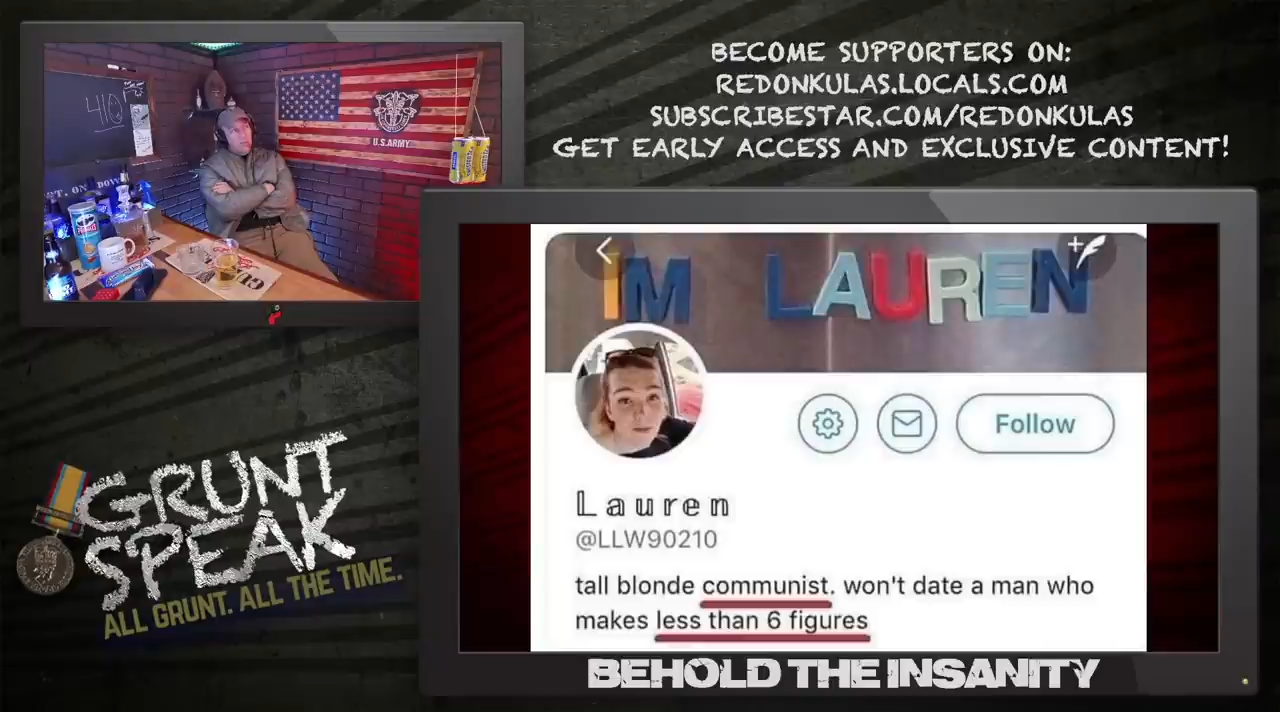 BECOME SUPPORTERS ON:
REDONKULAS.LOCALS.COM
SUBSCRIBESTAR.COM/REDONKULAS
GET EARLY ACCESS AND EXCLUSIVE CONTENT!
410
U.S. ARMY
IM LAUREN
Follow
Lauren
@LLW90210
tall blonde communist. won't date a man who
makes less than 6 figures
GRUNT
SPEAK
ALL GRUNT. ALL THE TIME.
BEHOLD THE INSANITY